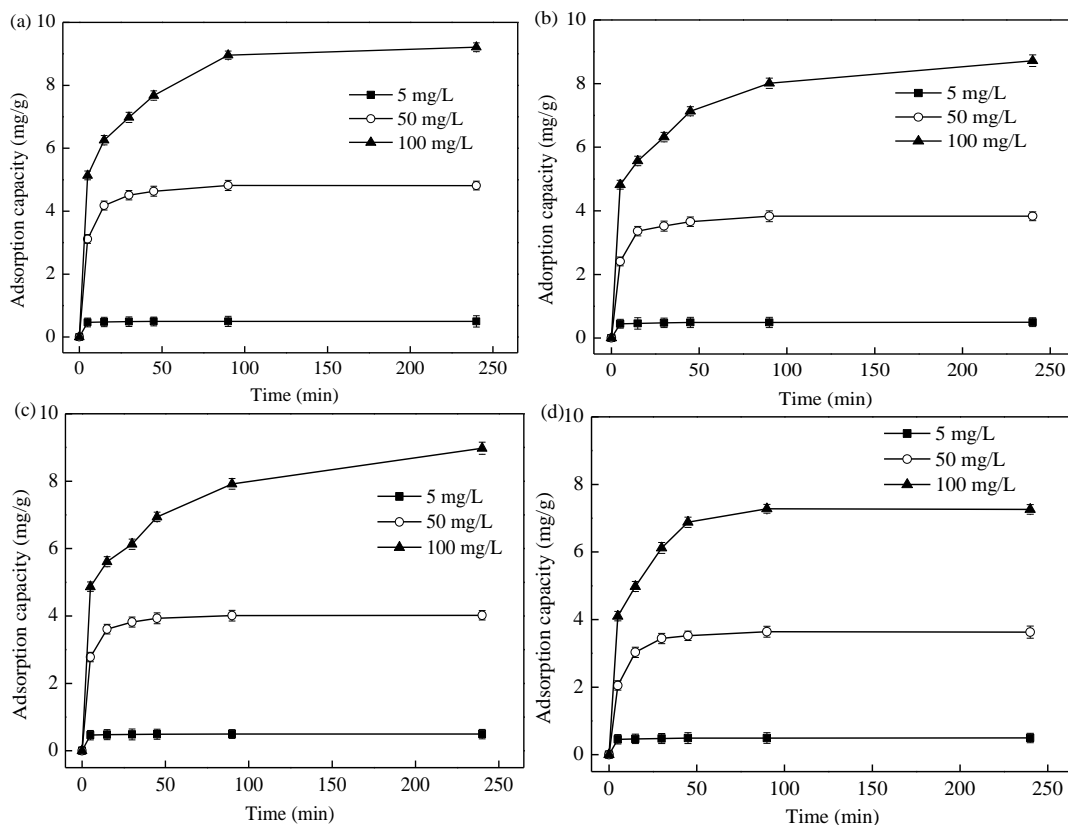 (a)
10
8
6
4
2
0
Adsorption capacity (mg/g)
5 mg/L
50 mg/L
100 mg/L
0 50 100 150 200 250
Time (min)
(b)
10
8
6
4
2
0
Adorption capacity (mg/g)
5 mg/L
50 mg/L
100 mg/L
0 50 100 150 200 250
Time (min)
(c)
10
8
6
4
2
0
Adsorption capacity (mg/g)
5 mg/L
50 mg/L
100 mg/L
0 50 100 150 200 250
Time (min)
(d)
10
8
6
4
2
0
Adsorption capacity (mg/g)
5 mg/L
50 mg/L
100 mg/L
0 50 100 150 200 250
Time (min)